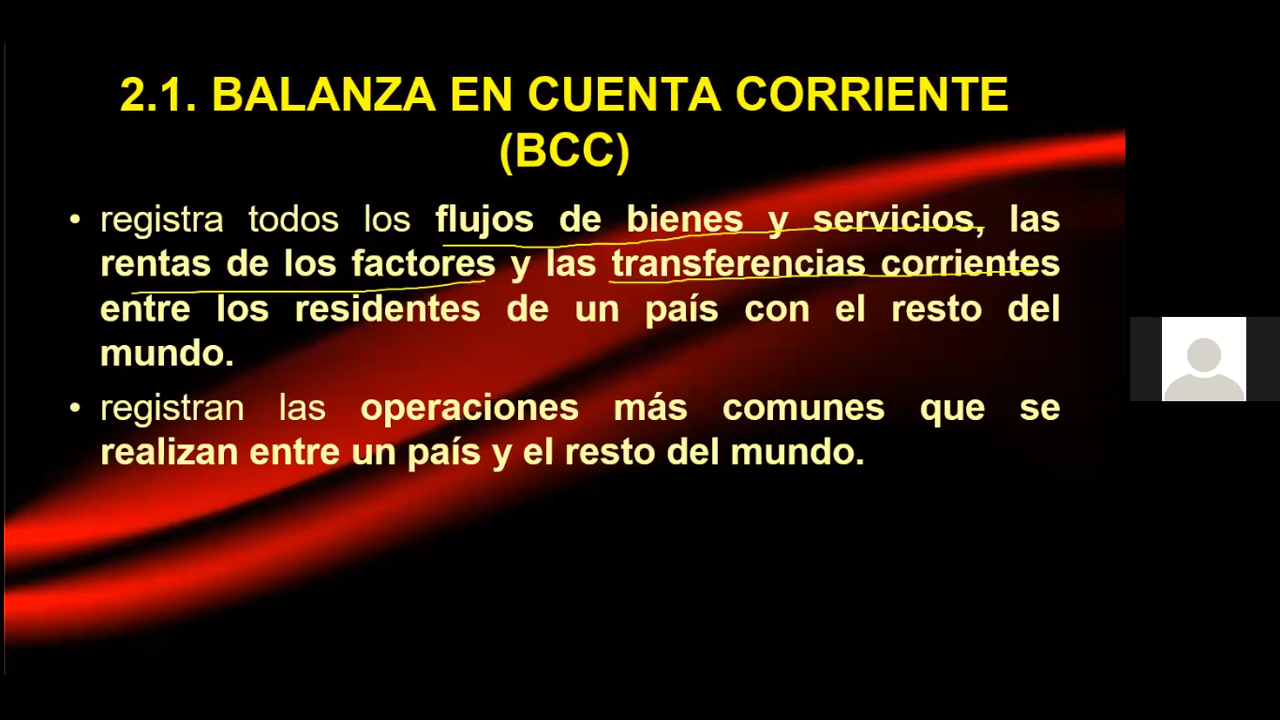 2.1. BALANZA EN CUENTA CORRIENTE
(BCC)
• registra todos los flujos de bienes y servicios, las
rentas de los factores y las transferencias corrientes
entre los residentes de un país con el resto del
mundo.
• registran las operaciones más comunes que se
realizan entre un país y el resto del mundo.